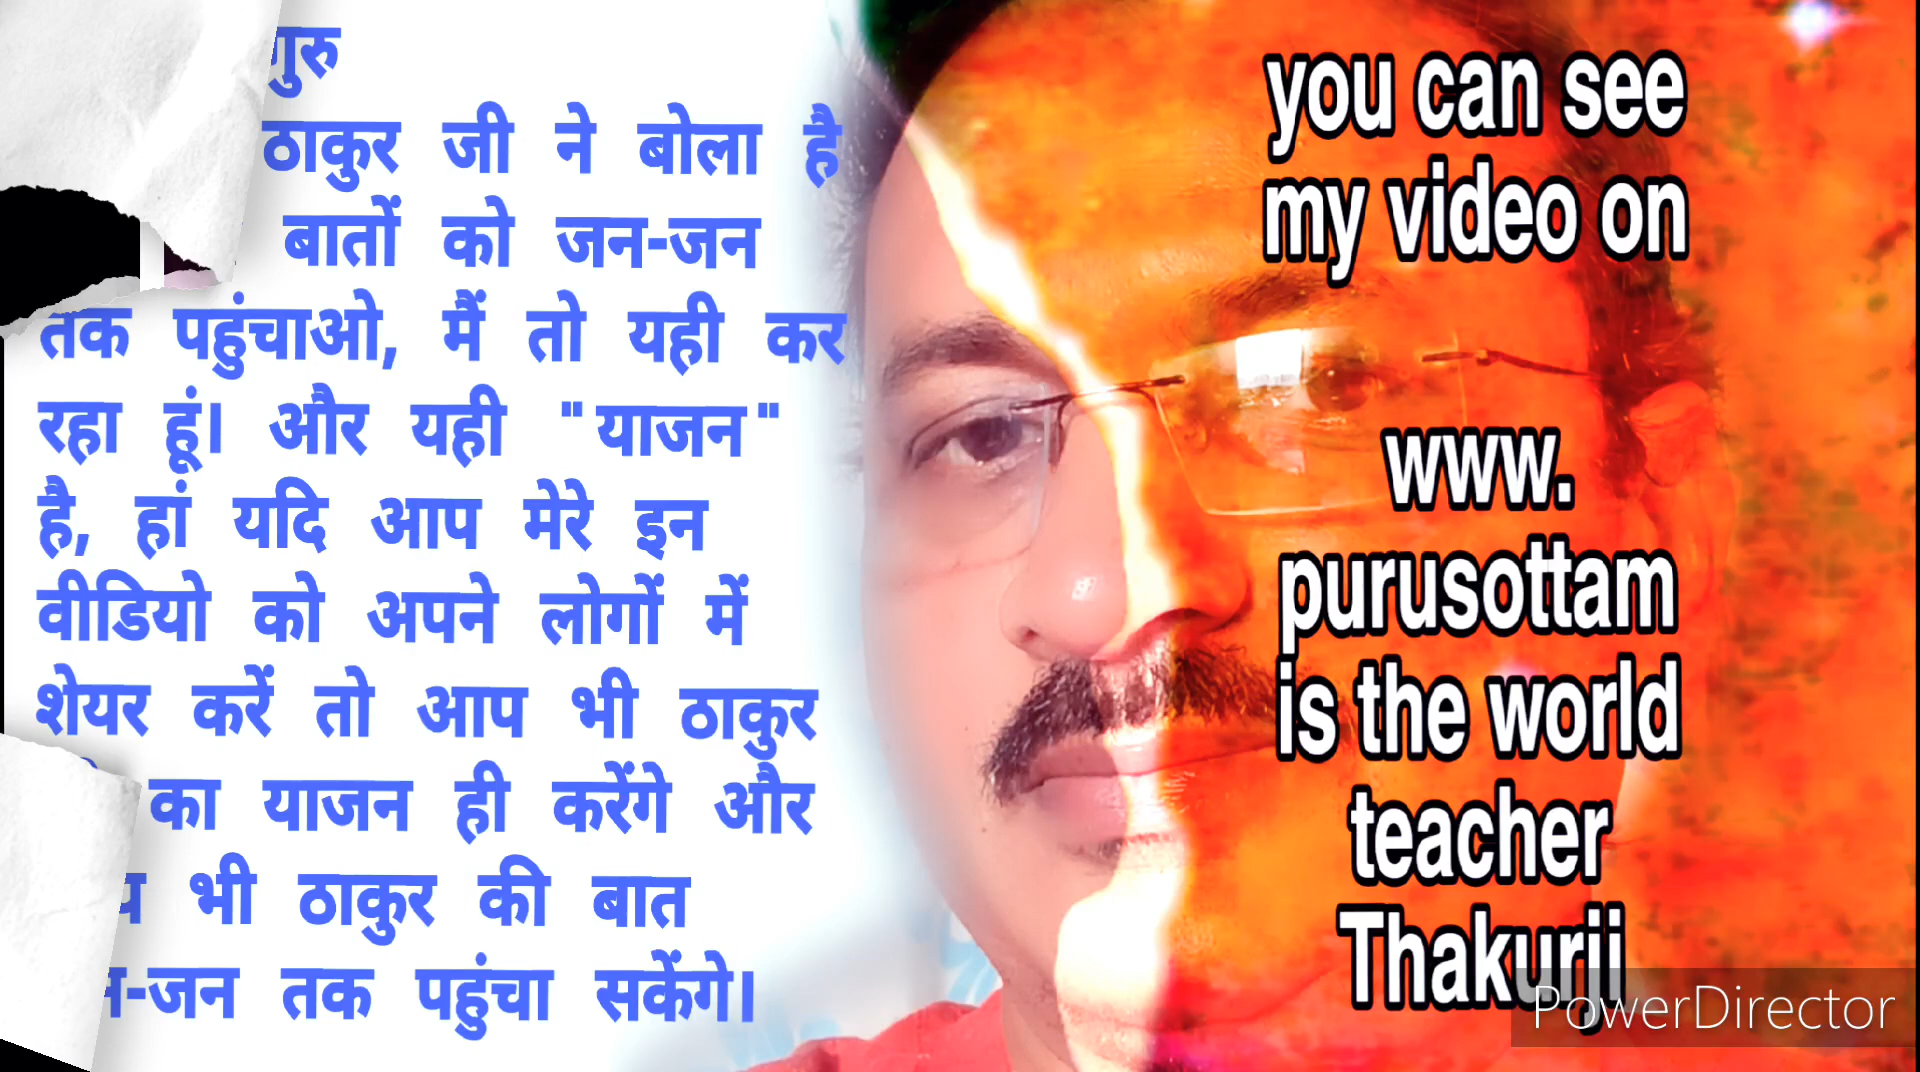 गुरु
ठाकुर जी ने बोला है
बातों को जन-जन
तक पहुंचाओ, मैं तो यही कर
रहा हूं। और यही "याजन"
है, हां यदि आप मेरे इन
वीडियो को अपने लोगों में
शेयर करें तो आप भी ठाकुर
का याजन ही करेंगे और
भी ठाकुर की बात
-जन तक पहुंचा सकेंगे।
you can see
my video on
www.
purusottam
is the world
teacher
Thakurji
PowerDirector